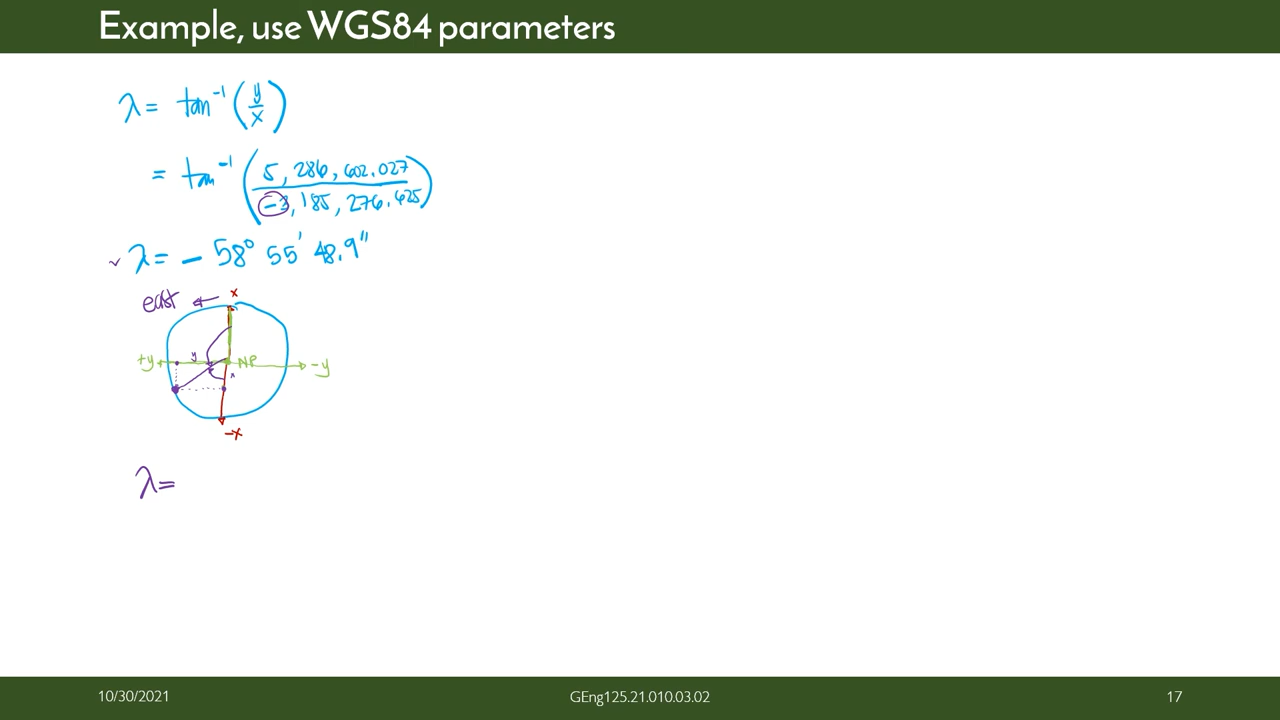 Example, use WGS84 parameters
λ = tan⁻¹ (y/x)
= tan⁻¹ (5, 286, 602.027 / -3, 185, 276.625)
λ = - 58° 55' 48.9"
east ← x
+y y NP -y
x
-x
λ =
10/30/2021 GEng125.21.010.03.02 17